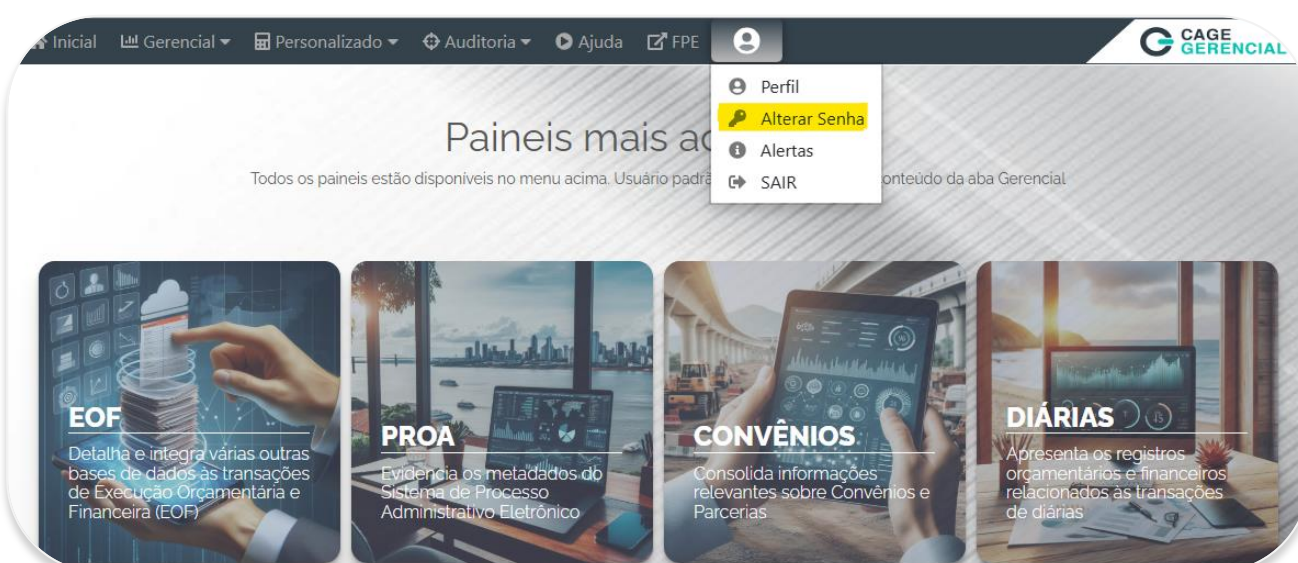 Inicial Gerencial Personalizado Auditoria Ajuda FPE
CAGE
GERENCIAL
Perfil
Alterar Senha
Alertas
SAIR
Paineis mais
Todos os paineis estão disponíveis no menu acima. Usuário onteúdo da aba Gerencial
EOF
Detalha e integra várias outras
bases de dados às transações
de Execução Orçamentária e
Financeira (EOF)
PROA
Evidencia os metadados do
Sistema de Processo
Administrativo Eletrônico
CONVÊNIOS
Consolida informações
relevantes sobre Convênios e
Parcerias
DIÁRIAS
Apresenta os registros
orçamentários e financeiros
relacionados às transações
de diárias